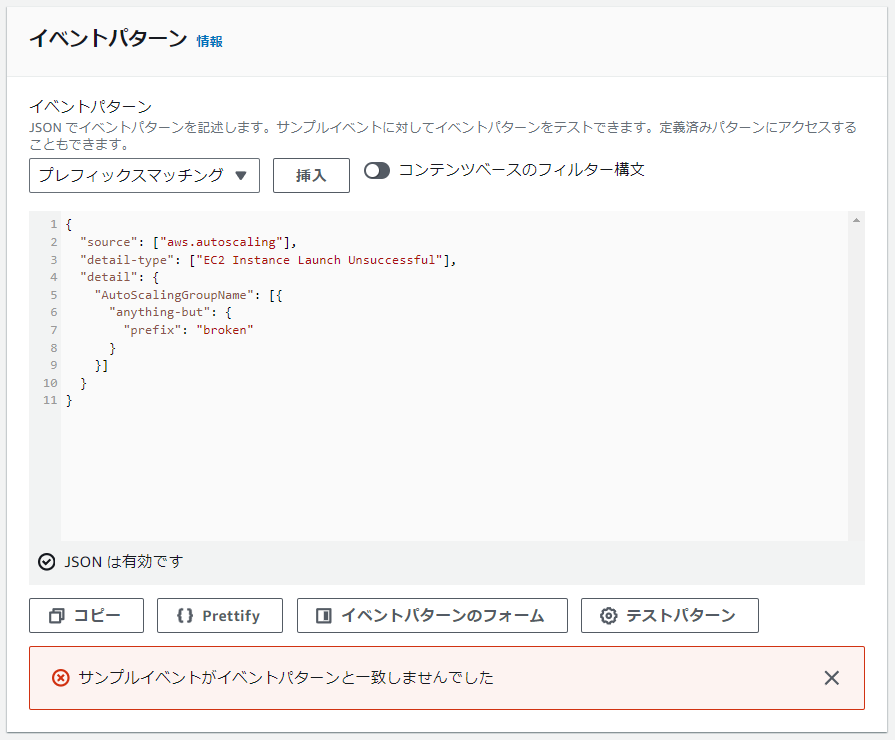 イベントパターン 情報
イベントパターン
JSON でイベントパターンを記述します。サンプルイベントに対してイベントパターンをテストできます。定義済みパターンにアクセスする
こともできます。
プレフィックスマッチング ▼ 挿入 コンテンツベースのフィルター構文
1 {
2   "source": ["aws.autoscaling"],
3   "detail-type": ["EC2 Instance Launch Unsuccessful"],
4   "detail": {
5     "AutoScalingGroupName": [{
6       "anything-but": {
7         "prefix": "broken"
8       }
9     }]
10   }
11 }
JSON は有効です
コピー {} Prettify イベントパターンのフォーム テストパターン
サンプルイベントがイベントパターンと一致しませんでした